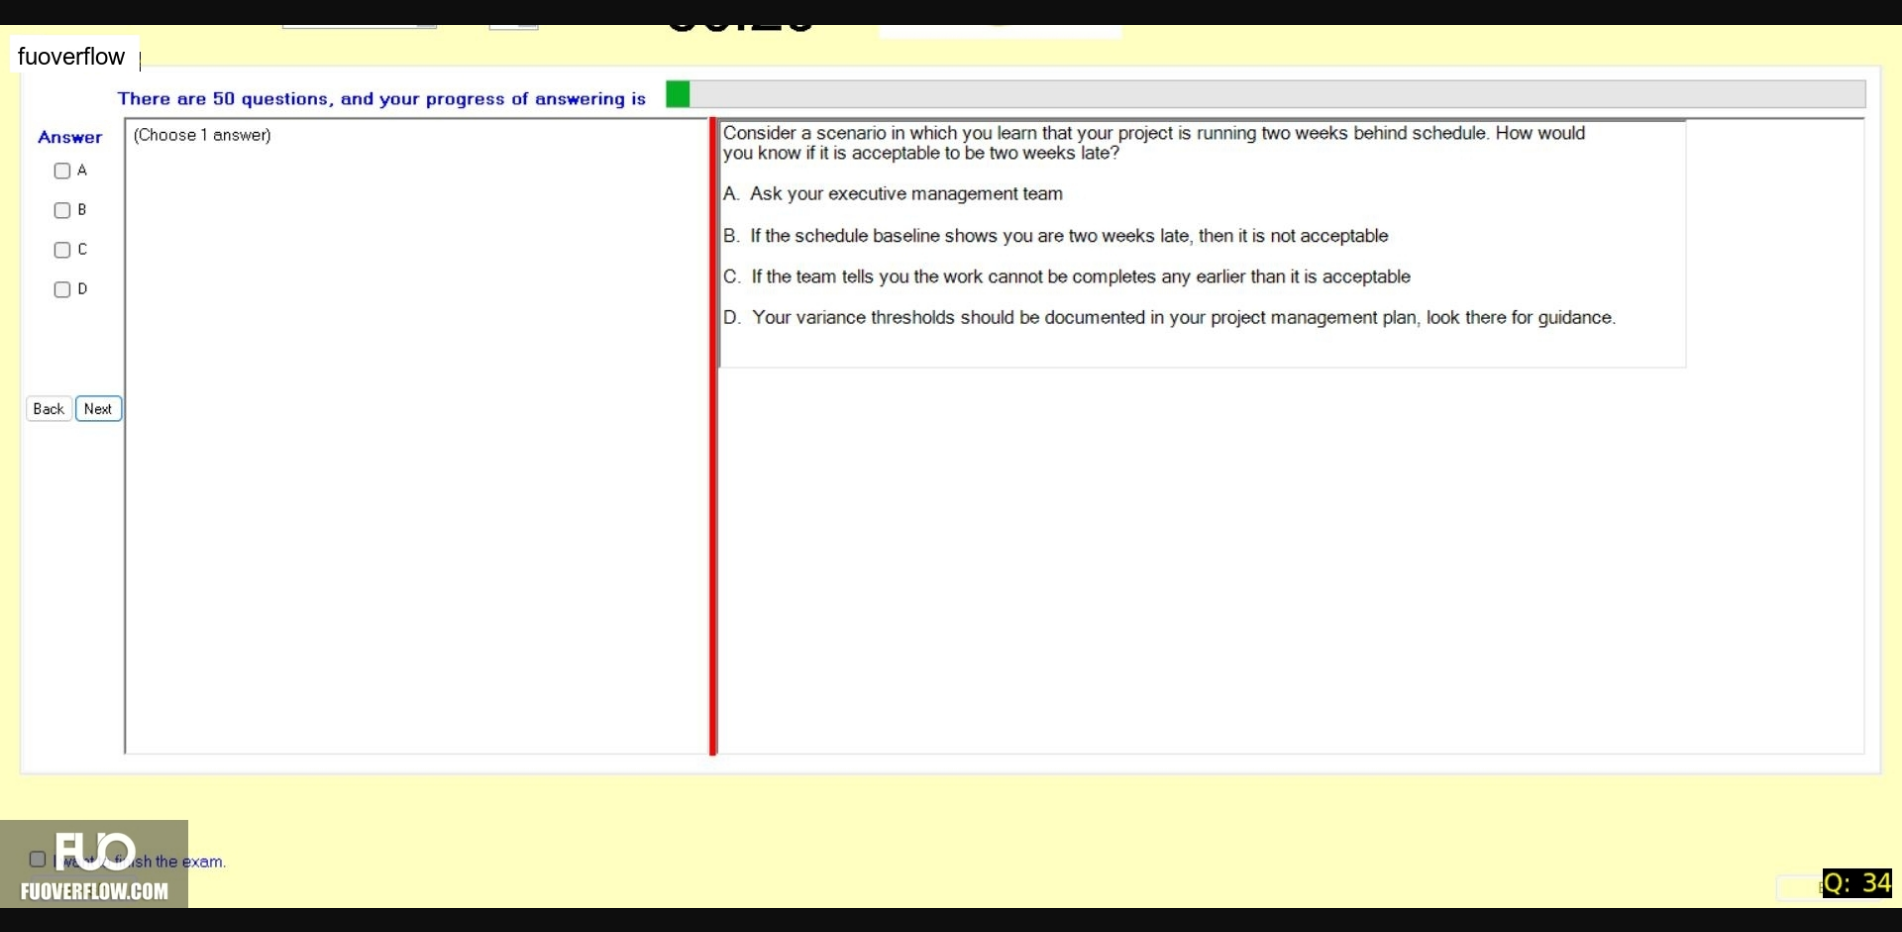 fuoverflow
There are 50 questions, and your progress of answering is
Answer
(Choose 1 answer)
A
B
C
D
Back
Next
Consider a scenario in which you learn that your project is running two weeks behind schedule. How would
you know if it is acceptable to be two weeks late?
A. Ask your executive management team
B. If the schedule baseline shows you are two weeks late, then it is not acceptable
C. If the team tells you the work cannot be completes any earlier than it is acceptable
D. Your variance thresholds should be documented in your project management plan, look there for guidance.
FUO
I want to finish the exam.
FUOVERFLOW.COM
Q: 34